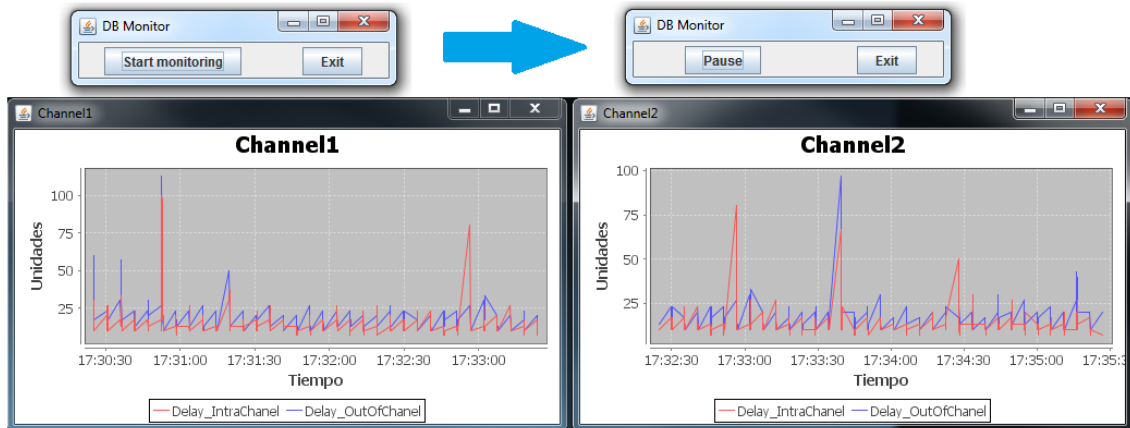 DB Monitor
Start monitoring Exit
DB Monitor
Pause Exit
Channel1
Channel1
Unidades
100
75
50
25
17:30:30 17:31:00 17:31:30 17:32:00 17:32:30 17:33:00
Tiempo
Delay_IntraChanel Delay_OutOfChanel
Channel2
Channel2
Unidades
100
75
50
25
17:32:30 17:33:00 17:33:30 17:34:00 17:34:30 17:35:00 17:35:3
Tiempo
Delay_IntraChanel Delay_OutOfChanel